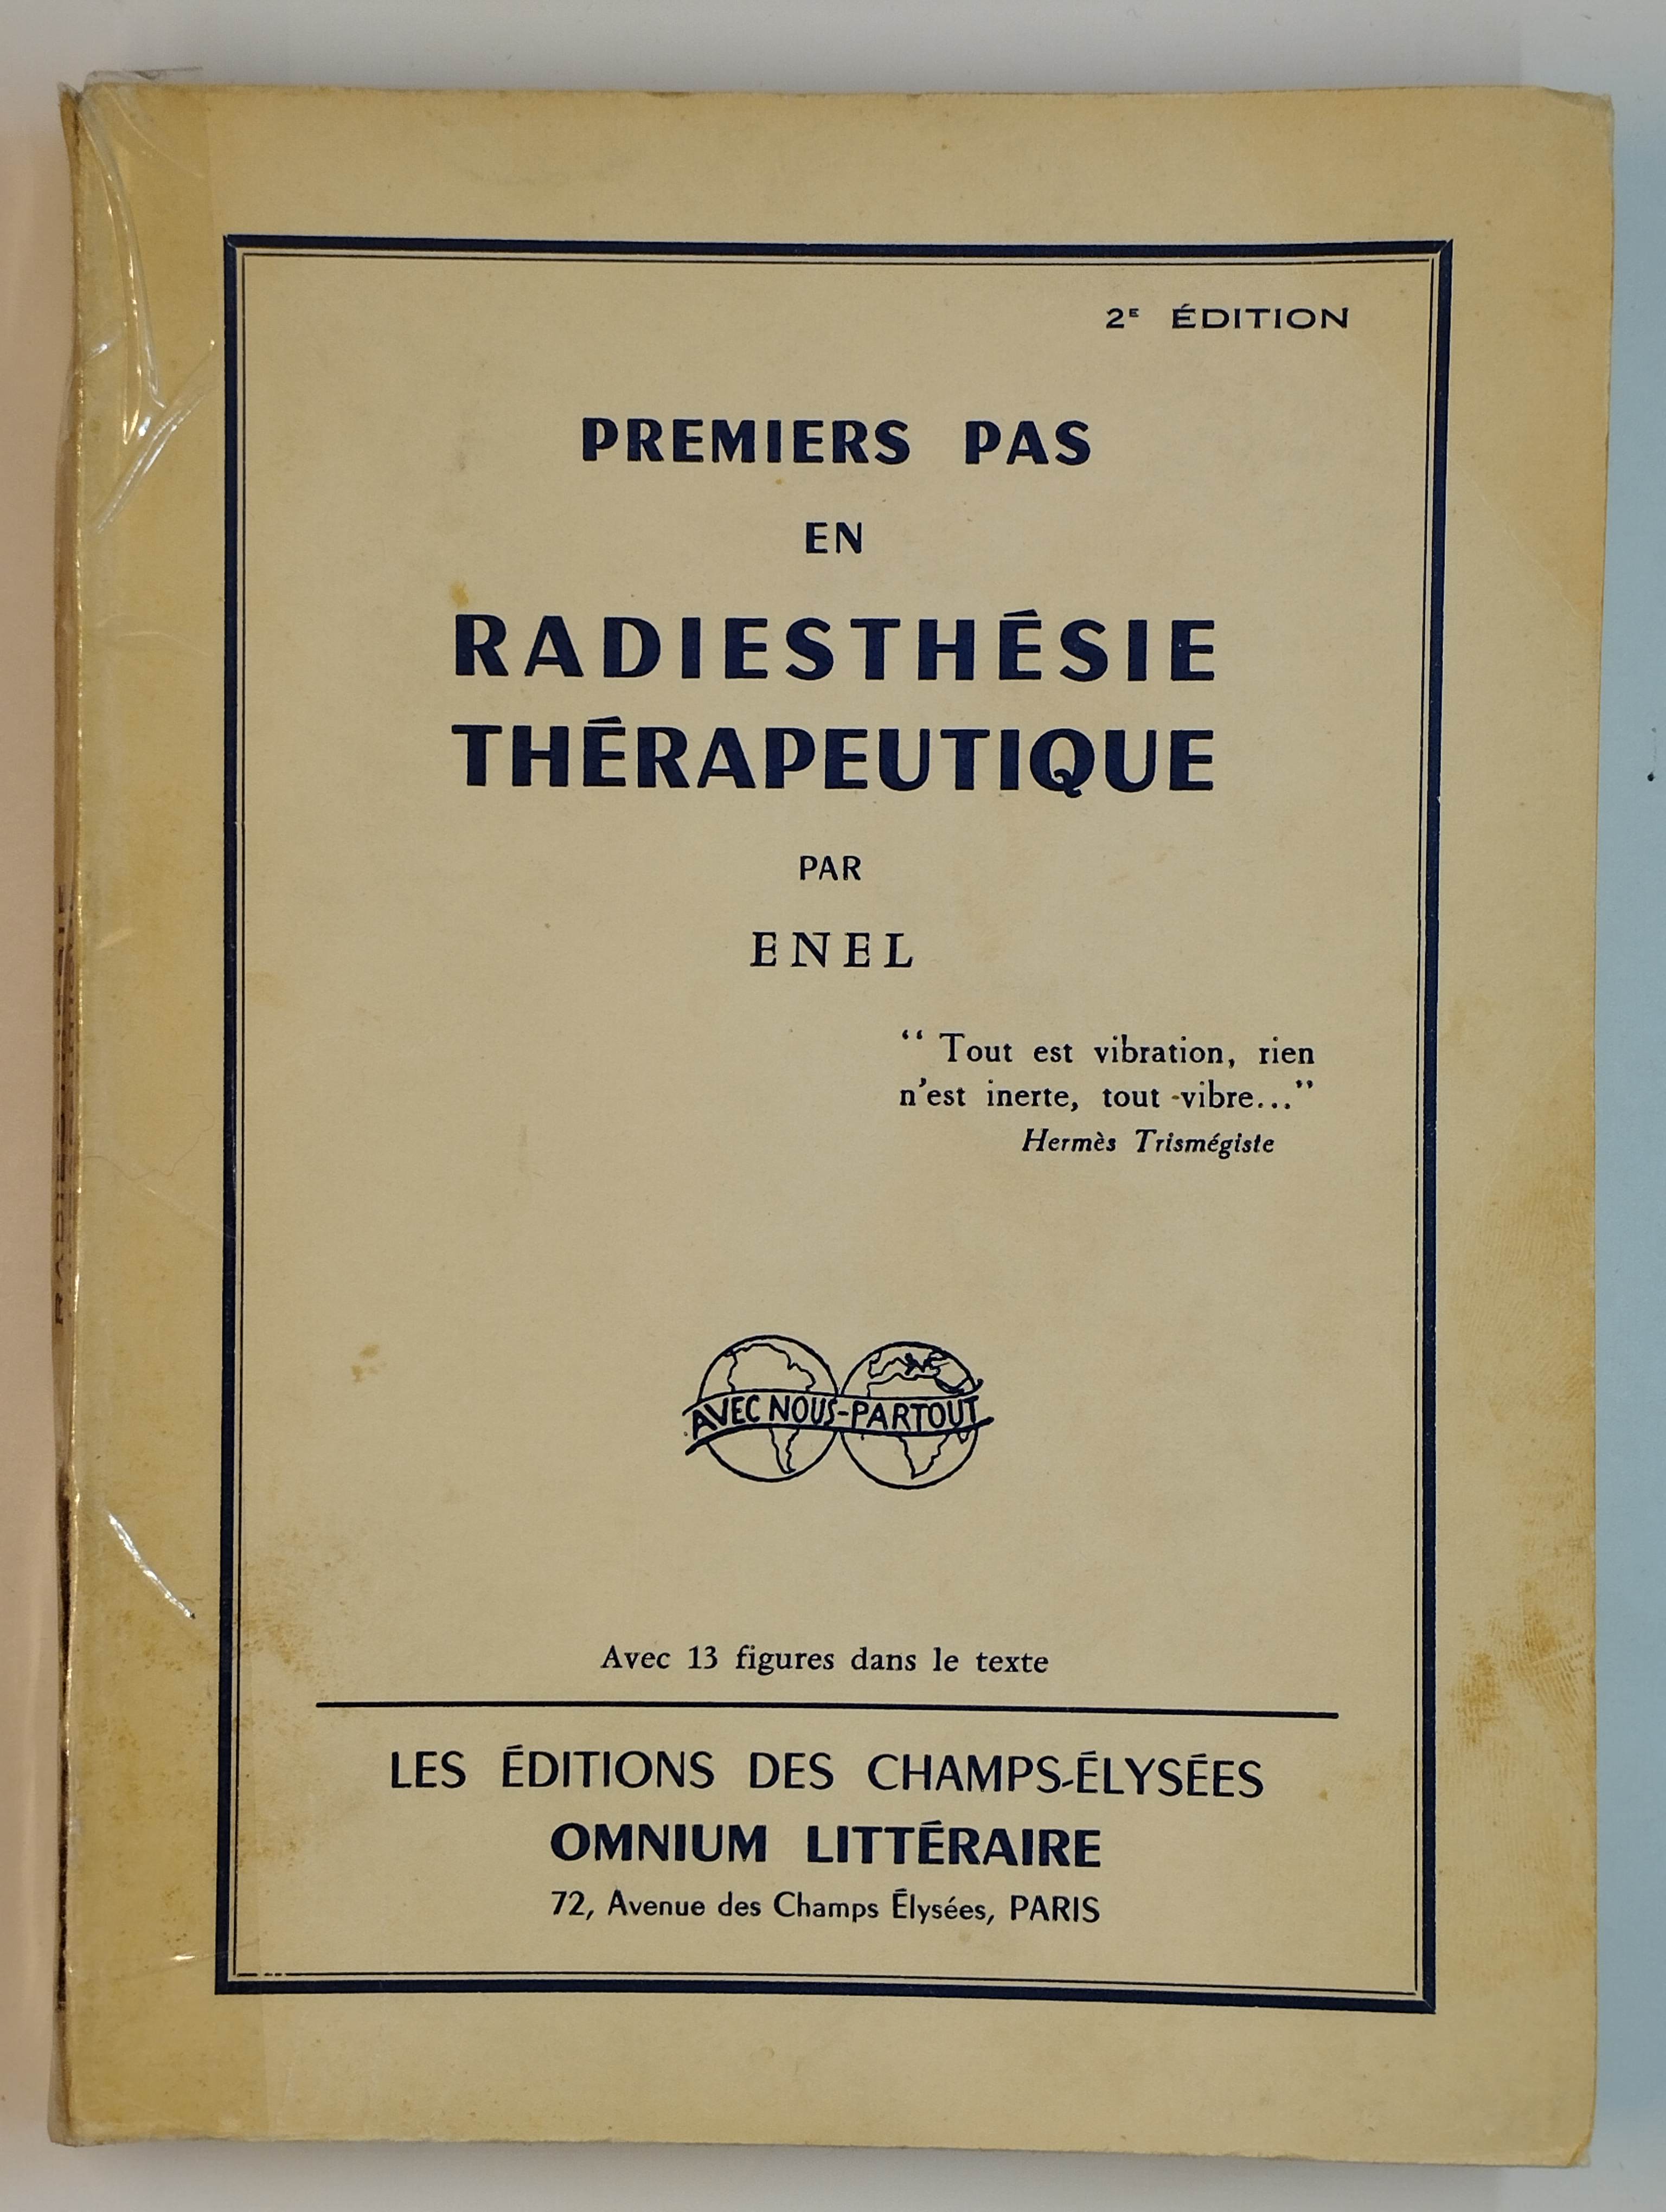 2E ÉDITION
PREMIERS PAS
EN
RADIESTHÉSIE
THÉRAPEUTIQUE
PAR
ENEL
“ Tout est vibration, rien
n'est inerte, tout vibre...”
Hermès Trismégiste
AVEC NOUS-PARTOUT
Avec 13 figures dans le texte
LES ÉDITIONS DES CHAMPS-ÉLYSÉES
OMNIUM LITTÉRAIRE
72, Avenue des Champs Élysées, PARIS